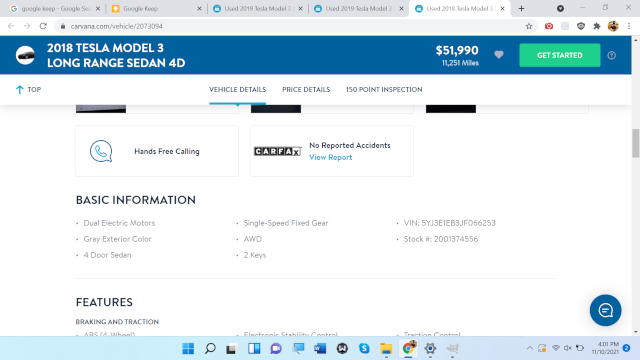 google keep - Google Se
Google Keep
Used 2019 Tesla Model 3
Used 2019 Tesla Model 3
Used 2018 Tesla Model 3
carvana.com/vehicle/2073094
2018 TESLA MODEL 3
LONG RANGE SEDAN 4D
$51,990
11,251 Miles
GET STARTED
TOP
VEHICLE DETAILS
PRICE DETAILS
150 POINT INSPECTION
Hands Free Calling
CARFAX
No Reported Accidents
View Report
BASIC INFORMATION
Dual Electric Motors
Single-Speed Fixed Gear
VIN: 5YJ3E1EB3JF066253
Gray Exterior Color
AWD
Stock #: 2001374556
4 Door Sedan
2 Keys
FEATURES
BRAKING AND TRACTION
ABS (4-Wheel)
Electronic Stability Control
Traction Control
4:01 PM
11/10/2021